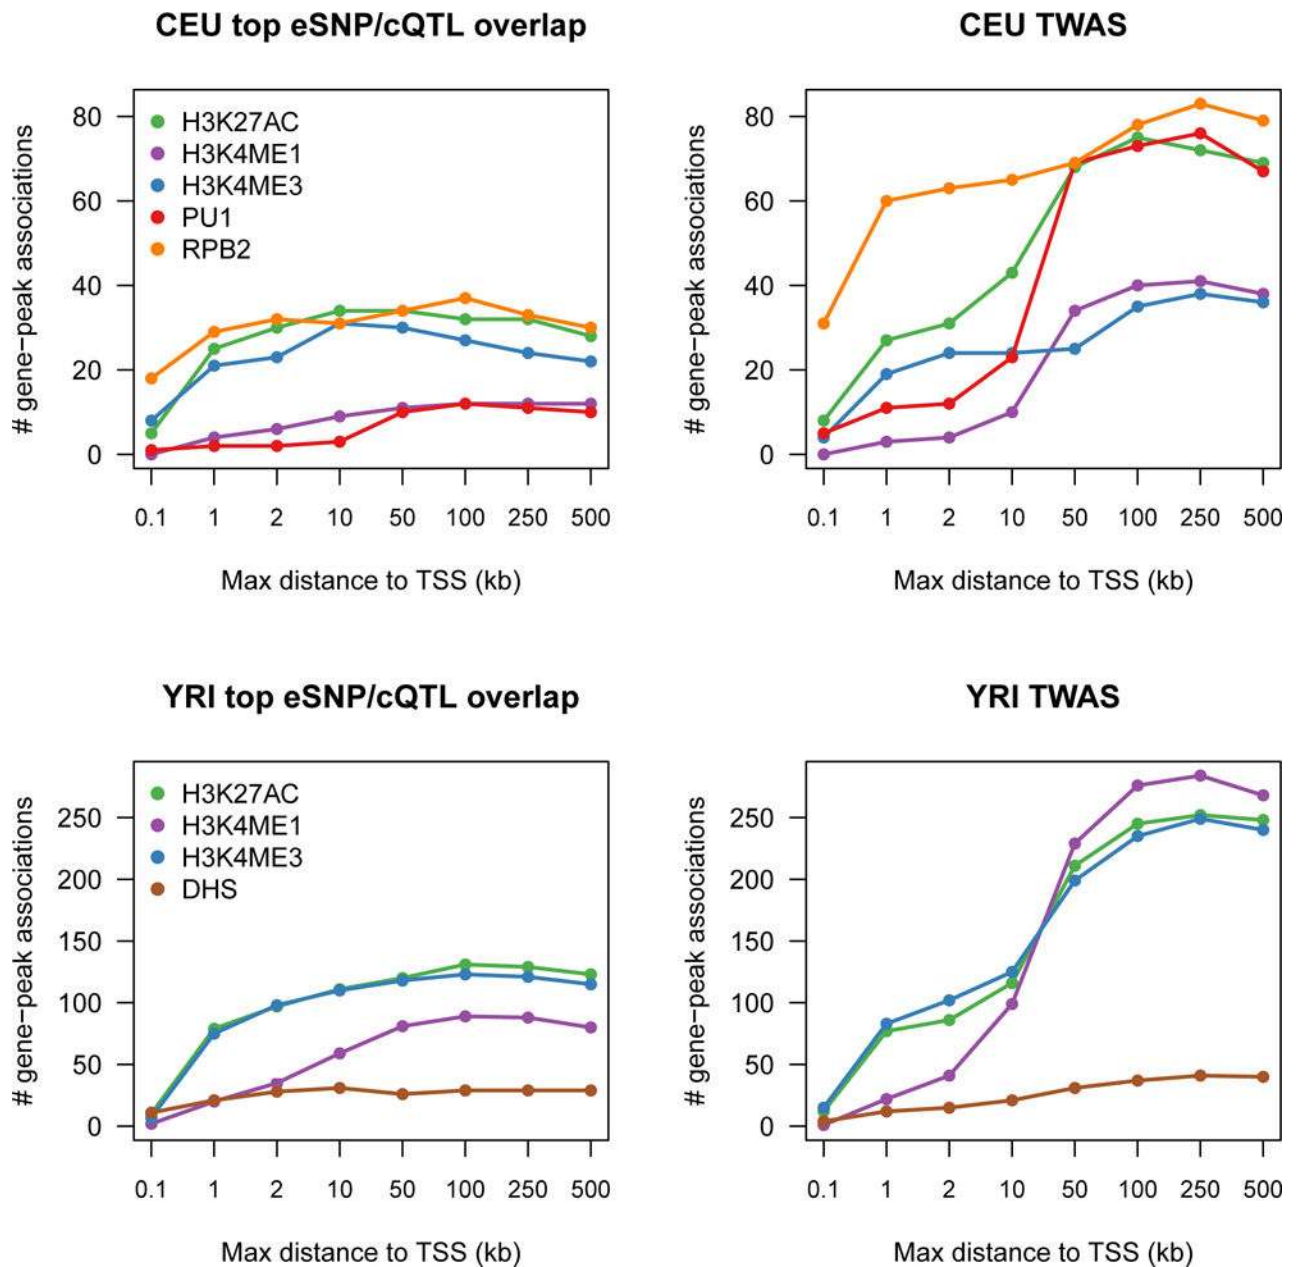 CEU top eSNP/cQTL overlap
# gene−peak associations
80
60
40
20
0
H3K27AC
H3K4ME1
H3K4ME3
PU1
RPB2
0.1 1 2 10 50 100 250 500
Max distance to TSS (kb)
CEU TWAS
# gene−peak associations
80
60
40
20
0
0.1 1 2 10 50 100 250 500
Max distance to TSS (kb)
YRI top eSNP/cQTL overlap
# gene−peak associations
250
200
150
100
50
0
H3K27AC
H3K4ME1
H3K4ME3
DHS
0.1 1 2 10 50 100 250 500
Max distance to TSS (kb)
YRI TWAS
# gene−peak associations
250
200
150
100
50
0
0.1 1 2 10 50 100 250 500
Max distance to TSS (kb)